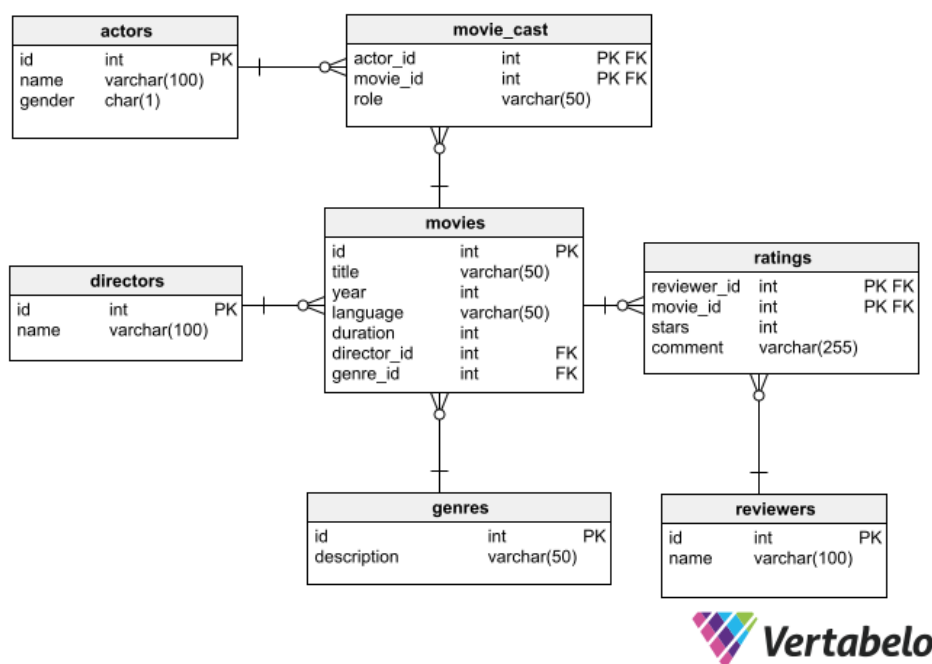 actors
id int PK
name varchar(100)
gender char(1)
movie_cast
actor_id int PK FK
movie_id int PK FK
role varchar(50)
movies
id int PK
title varchar(50)
year int
language varchar(50)
duration int
director_id int FK
genre_id int FK
directors
id int PK
name varchar(100)
ratings
reviewer_id int PK FK
movie_id int PK FK
stars int
comment varchar(255)
genres
id int PK
description varchar(50)
reviewers
id int PK
name varchar(100)
Vertabelo